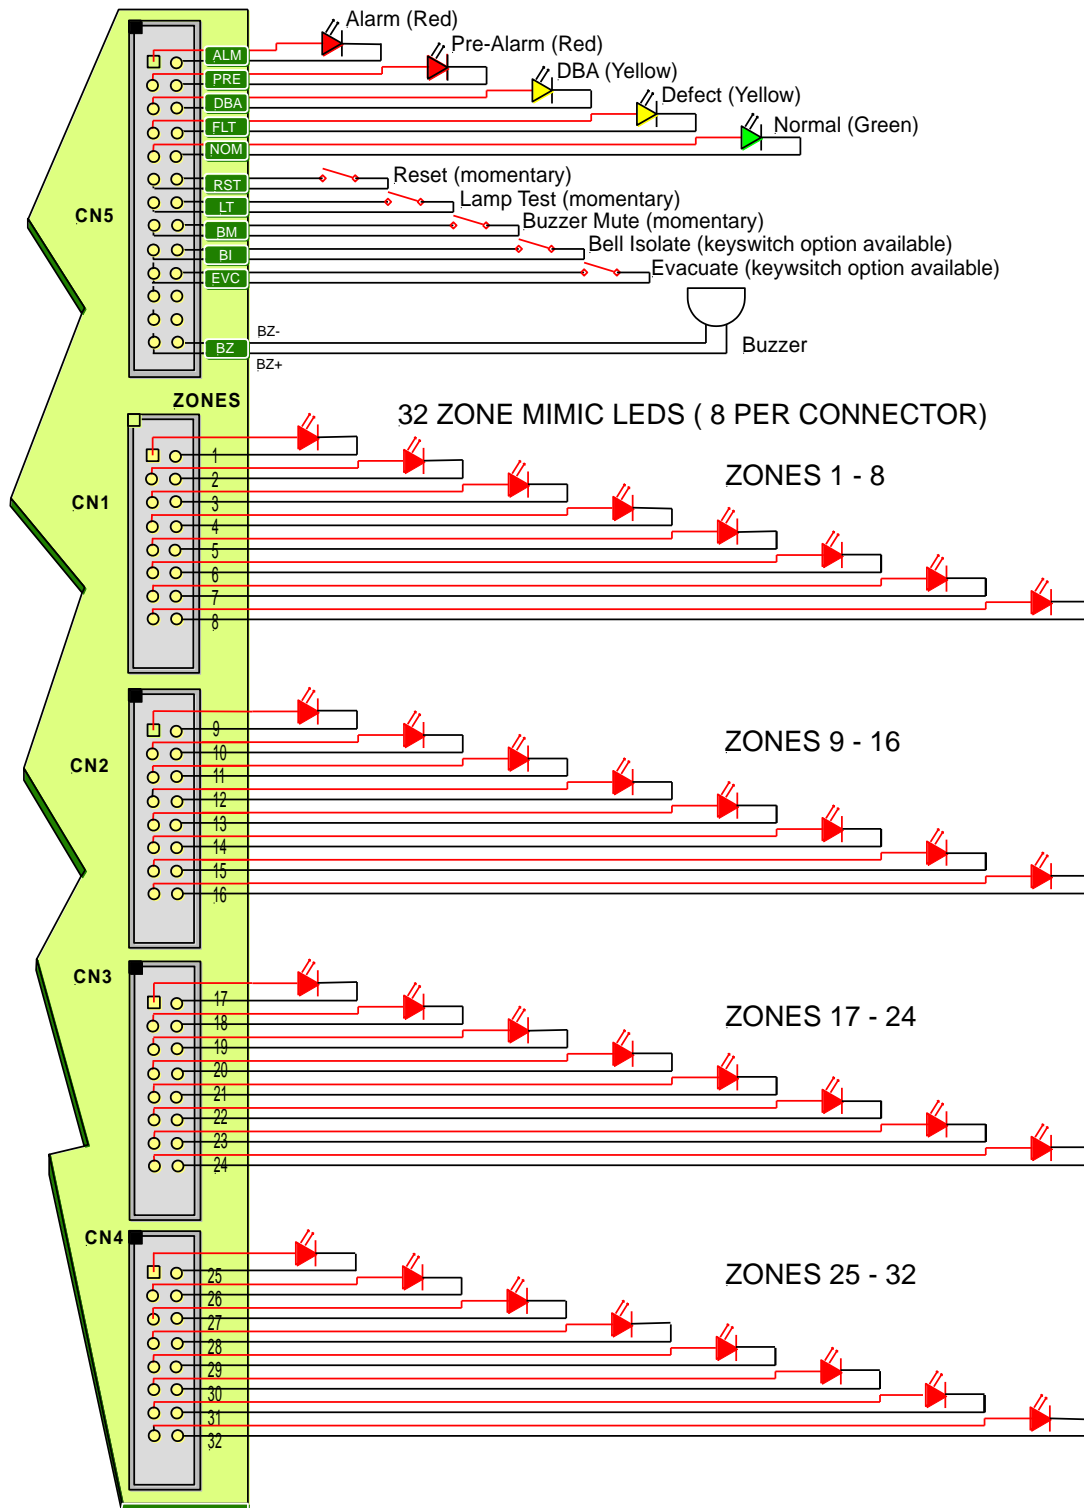 Alarm (Red)
ALM
Pre-Alarm (Red)
PRE
DBA (Yellow)
DBA
Defect (Yellow)
FLT
Normal (Green)
NOM
Reset (momentary)
RST
Lamp Test (momentary)
LT
CN5
Buzzer Mute (momentary)
BM
Bell Isolate (keyswitch option available)
BI
Evacuate (keywsitch option available)
EVC
BZ-
BZ
Buzzer
BZ+
ZONES
32 ZONE MIMIC LEDS ( 8 PER CONNECTOR)
CN1
ZONES 1 - 8
1
2
3
4
5
6
7
8
CN2
ZONES 9 - 16
9
10
11
12
13
14
15
16
CN3
ZONES 17 - 24
17
18
19
20
21
22
23
24
CN4
ZONES 25 - 32
25
26
27
28
29
30
31
32